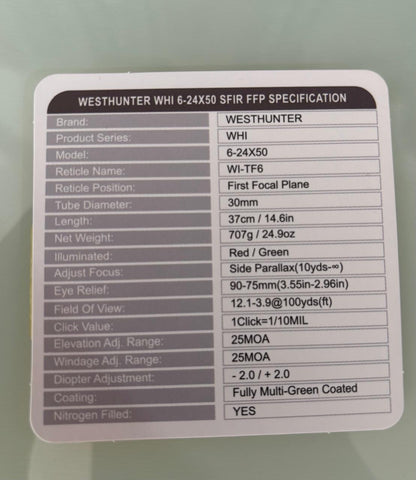 WESTHUNTER WHI 6-24X50 SFIR FFP SPECIFICATION
Brand: WESTHUNTER
Product Series: WHI
Model: 6-24X50
Reticle Name: WI-TF6
Reticle Position: First Focal Plane
Tube Diameter: 30mm
Length: 37cm / 14.6in
Net Weight: 707g / 24.9oz
Illuminated: Red / Green
Adjust Focus: Side Parallax(10yds-∞)
Eye Relief: 90-75mm(3.55in-2.96in)
Field Of View: 12.1-3.9@100yds(ft)
Click Value: 1Click=1/10MIL
Elevation Adj. Range: 25MOA
Windage Adj. Range: 25MOA
Diopter Adjustment: - 2.0 / + 2.0
Coating: Fully Multi-Green Coated
Nitrogen Filled: YES